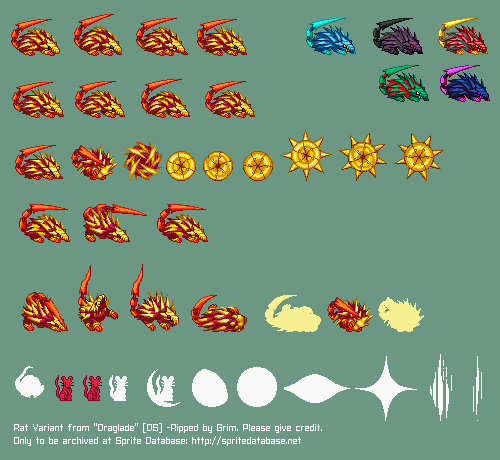 Rat Variant from "Draglade" [DS] -Ripped by Grim. Please give credit.
Only to be archived at Sprite Database: http://spritedatabase.net